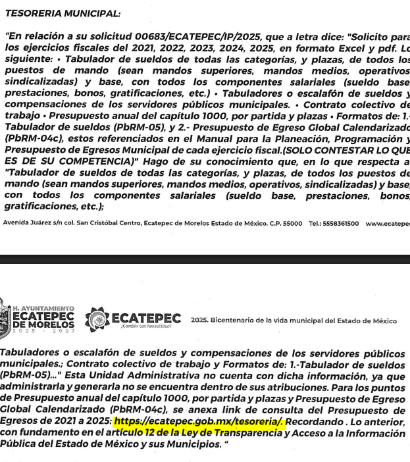 TESORERIA MUNICIPAL:
"En relación a su solicitud 00683/ECATEPEC/IP/2025, que a letra dice: "Solicito para
los ejercicios fiscales del 2021, 2022, 2023, 2024, 2025, en formato Excel y pdf. Lo
siguiente: • Tabulador de sueldos de todas las categorías, y plazas, de todos los
puestos de mando (sean mandos superiores, mandos medios, operativos
sindicalizados) y base, con todos los componentes salariales (sueldo base
prestaciones, bonos, gratificaciones, etc.) • Tabuladores o escalafón de sueldos y
compensaciones de los servidores públicos municipales. • Contrato colectivo de
trabajo • Presupuesto anual del capítulo 1000, por partida y plazas • Formatos de: 1.-
Tabulador de sueldos (PbRM-05), y 2.- Presupuesto de Egreso Global Calendarizado
(PbRM-04c), estos referenciados en el Manual para la Planeación, Programación y
Presupuesto de Egresos Municipal de cada ejercicio fiscal.(SOLO CONTESTAR LO QUE
ES DE SU COMPETENCIA)" Hago de su conocimiento que, en lo que respecta a
"Tabulador de sueldos de todas las categorías, y plazas, de todos los puestos de
mando (sean mandos superiores, mandos medios, operativos, sindicalizados) y base
con todos los componentes salariales (sueldo base, prestaciones, bonos
gratificaciones, etc.);
Avenida Juárez s/n col. San Cristóbal Centro, Ecatepec de Morelos Estado de México. C.P. 55000 Tel.: 5558361500 www.ecatepe
H. AYUNTAMIENTO
ECATEPEC
DE MORELOS
2025 - 2027
ECATEPEC
¡Cambia con honestidad!
2025. Bicentenario de la vida municipal del Estado de México
Tabuladores o escalafón de sueldos y compensaciones de los servidores públicos
municipales.; Contrato colectivo de trabajo y Formatos de: 1.-Tabulador de sueldos
(PbRM-05)..." Esta Unidad Administrativa no cuenta con dicha información, ya que
administrarla y generarla no se encuentra dentro de sus atribuciones. Para los puntos
de Presupuesto anual del capítulo 1000, por partida y plazas y Presupuesto de Egreso
Global Calendarizado (PbRM-04c), se anexa link de consulta del Presupuesto de
Egresos de 2021 a 2025: https://ecatepec.gob.mx/tesoreria/. Recordando . Lo anterior,
con fundamento en el artículo 12 de la Ley de Transparencia y Acceso a la Información
Pública del Estado de México y sus Municipios. "